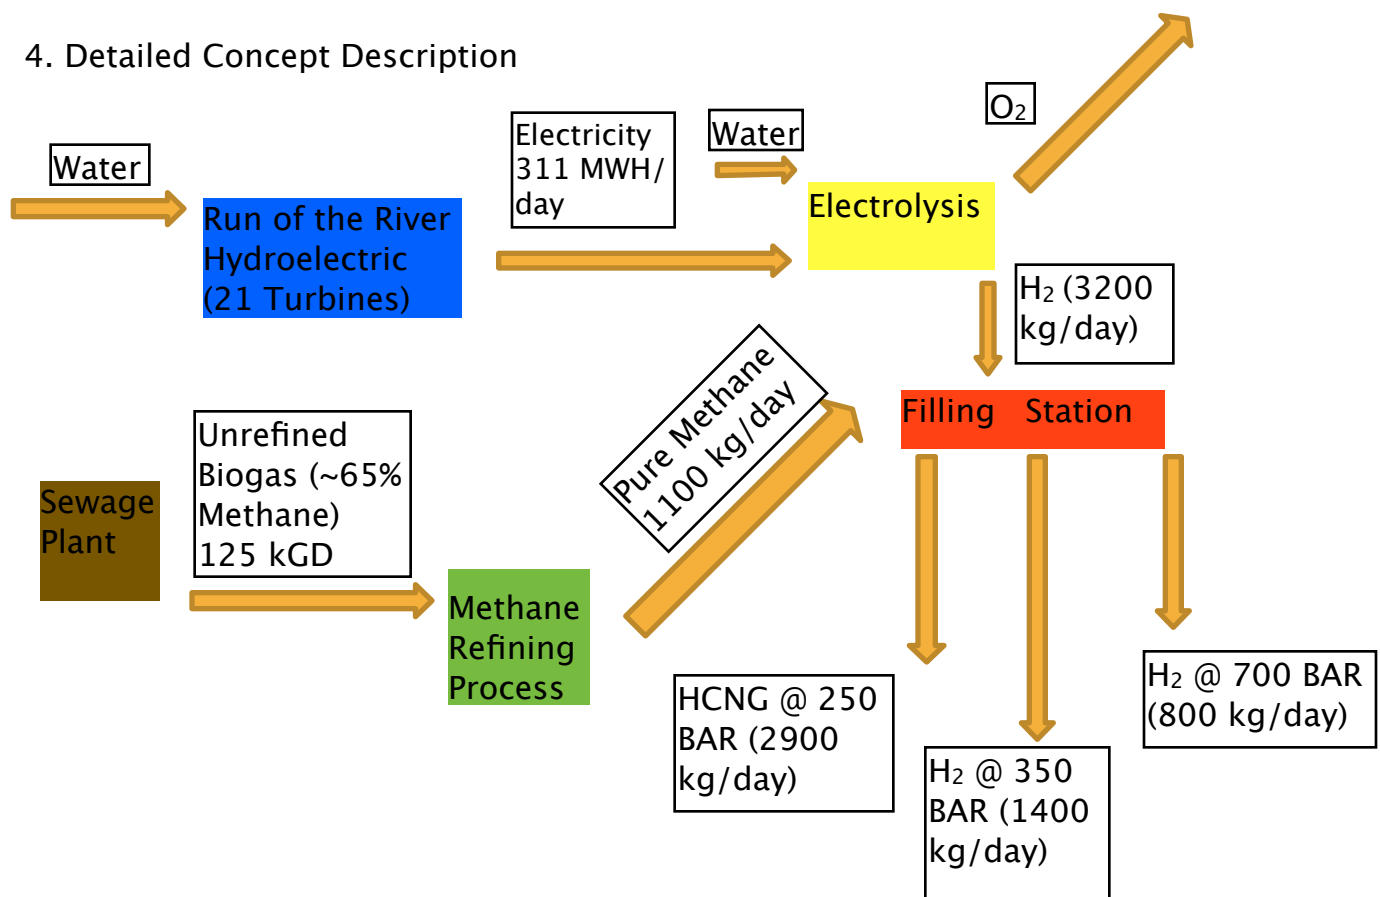 4. Detailed Concept Description
Water
Run of the River
Hydroelectric
(21 Turbines)
Electricity
311 MWH/
day
Water
Electrolysis
O₂
H₂ (3200
kg/day)
Filling Station
Sewage
Plant
Unrefined
Biogas (~65%
Methane)
125 kGD
Methane
Refining
Process
Pure Methane
1100 kg/day
HCNG @ 250
BAR (2900
kg/day)
H₂ @ 350
BAR (1400
kg/day)
H₂ @ 700 BAR
(800 kg/day)